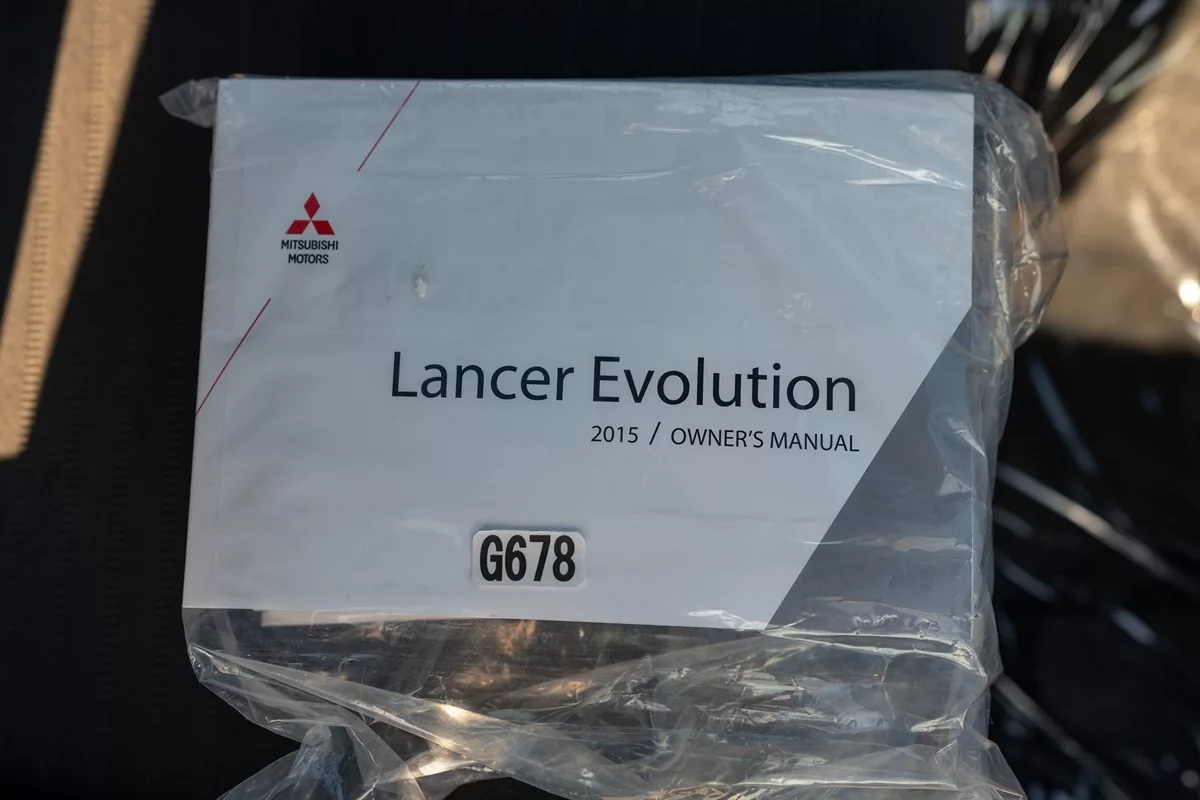 MITSUBISHI
MOTORS
Lancer Evolution
2015 / OWNER'S MANUAL
G678